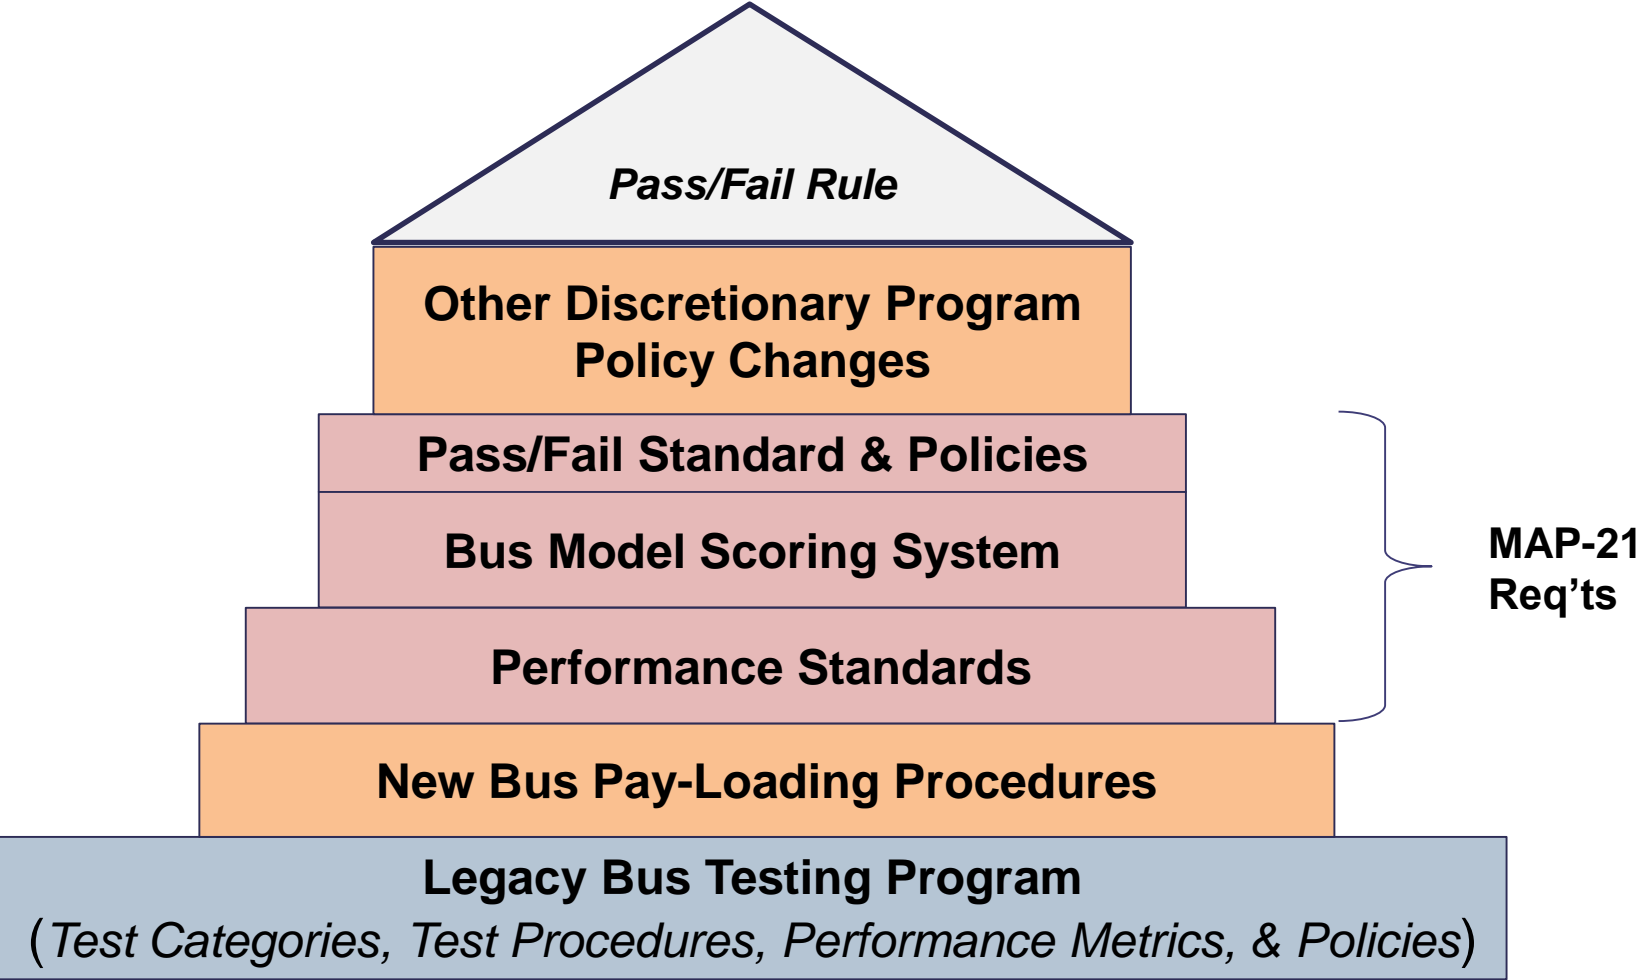 Pass/Fail Rule
Other Discretionary Program
Policy Changes
Pass/Fail Standard & Policies
Bus Model Scoring System
MAP-21
Req’ts
Performance Standards
New Bus Pay-Loading Procedures
Legacy Bus Testing Program
(Test Categories, Test Procedures, Performance Metrics, & Policies)